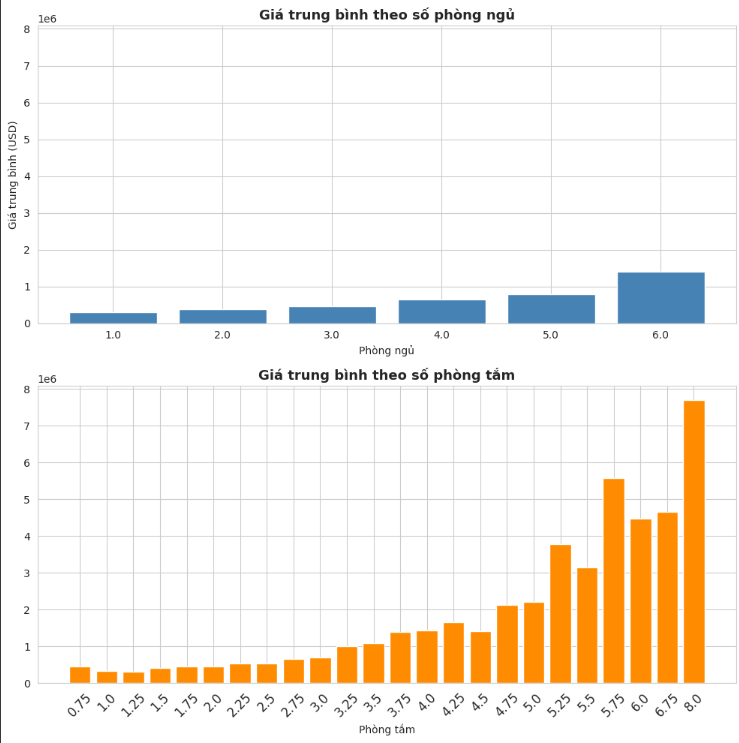 Giá trung bình theo số phòng ngủ
1e6
8
7
6
5
4
3
2
1
0
Giá trung bình (USD)
1.0 2.0 3.0 4.0 5.0 6.0
Phòng ngủ
Giá trung bình theo số phòng tắm
1e6
8
7
6
5
4
3
2
1
0
0.75 1.0 1.25 1.5 1.75 2.0 2.25 2.5 2.75 3.0 3.25 3.5 3.75 4.0 4.25 4.5 4.75 5.0 5.25 5.5 5.75 6.0 6.75 8.0
Phòng tắm